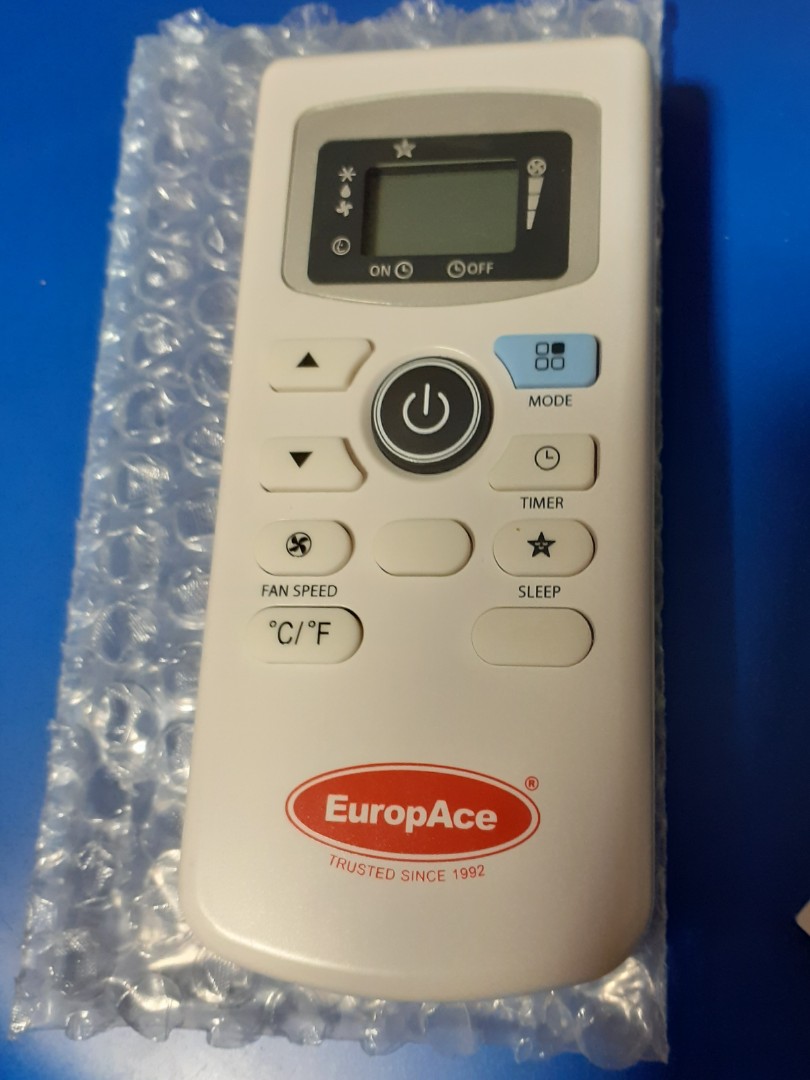 ON OFF
MODE
TIMER
FAN SPEED SLEEP
°C/°F
EuropAce ®
TRUSTED SINCE 1992